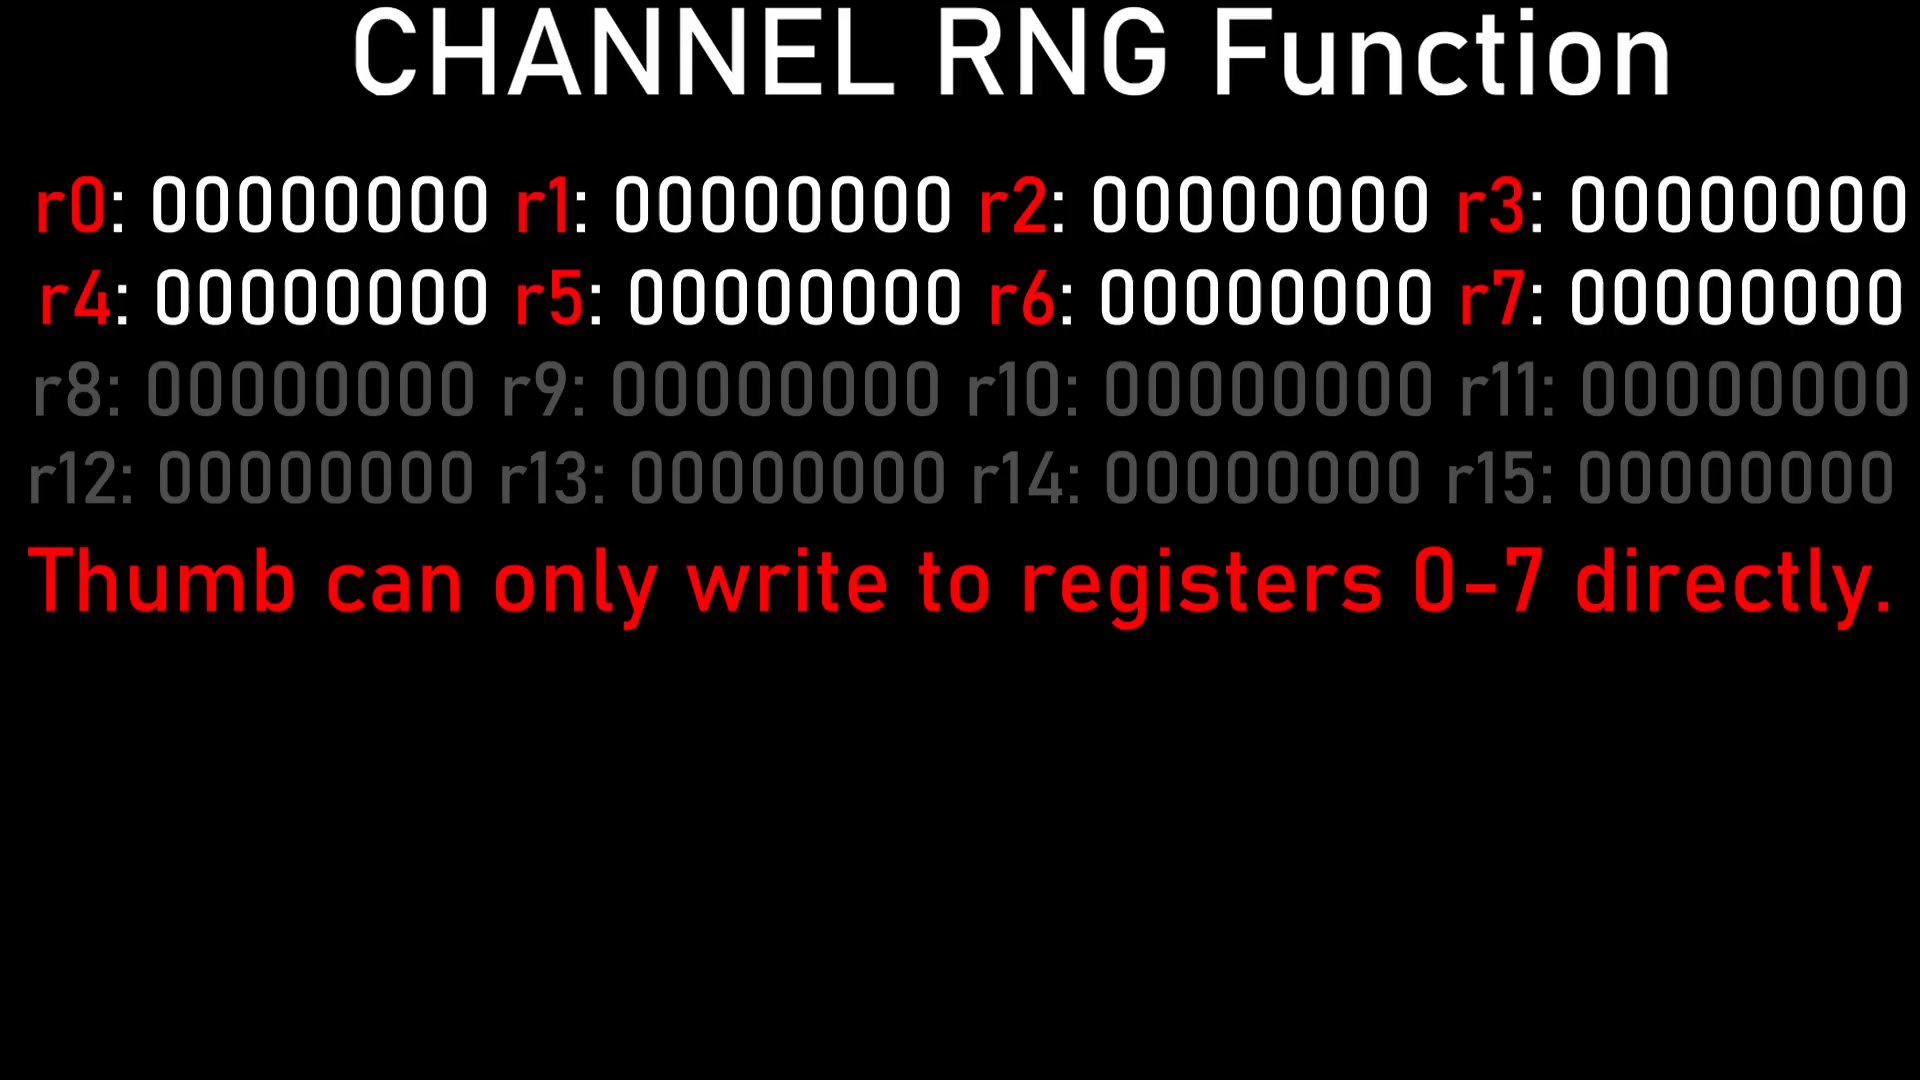 CHANNEL RNG Function
r0: 00000000 r1: 00000000 r2: 00000000 r3: 00000000
r4: 00000000 r5: 00000000 r6: 00000000 r7: 00000000
r8: 00000000 r9: 00000000 r10: 00000000 r11: 00000000
r12: 00000000 r13: 00000000 r14: 00000000 r15: 00000000
Thumb can only write to registers 0-7 directly.